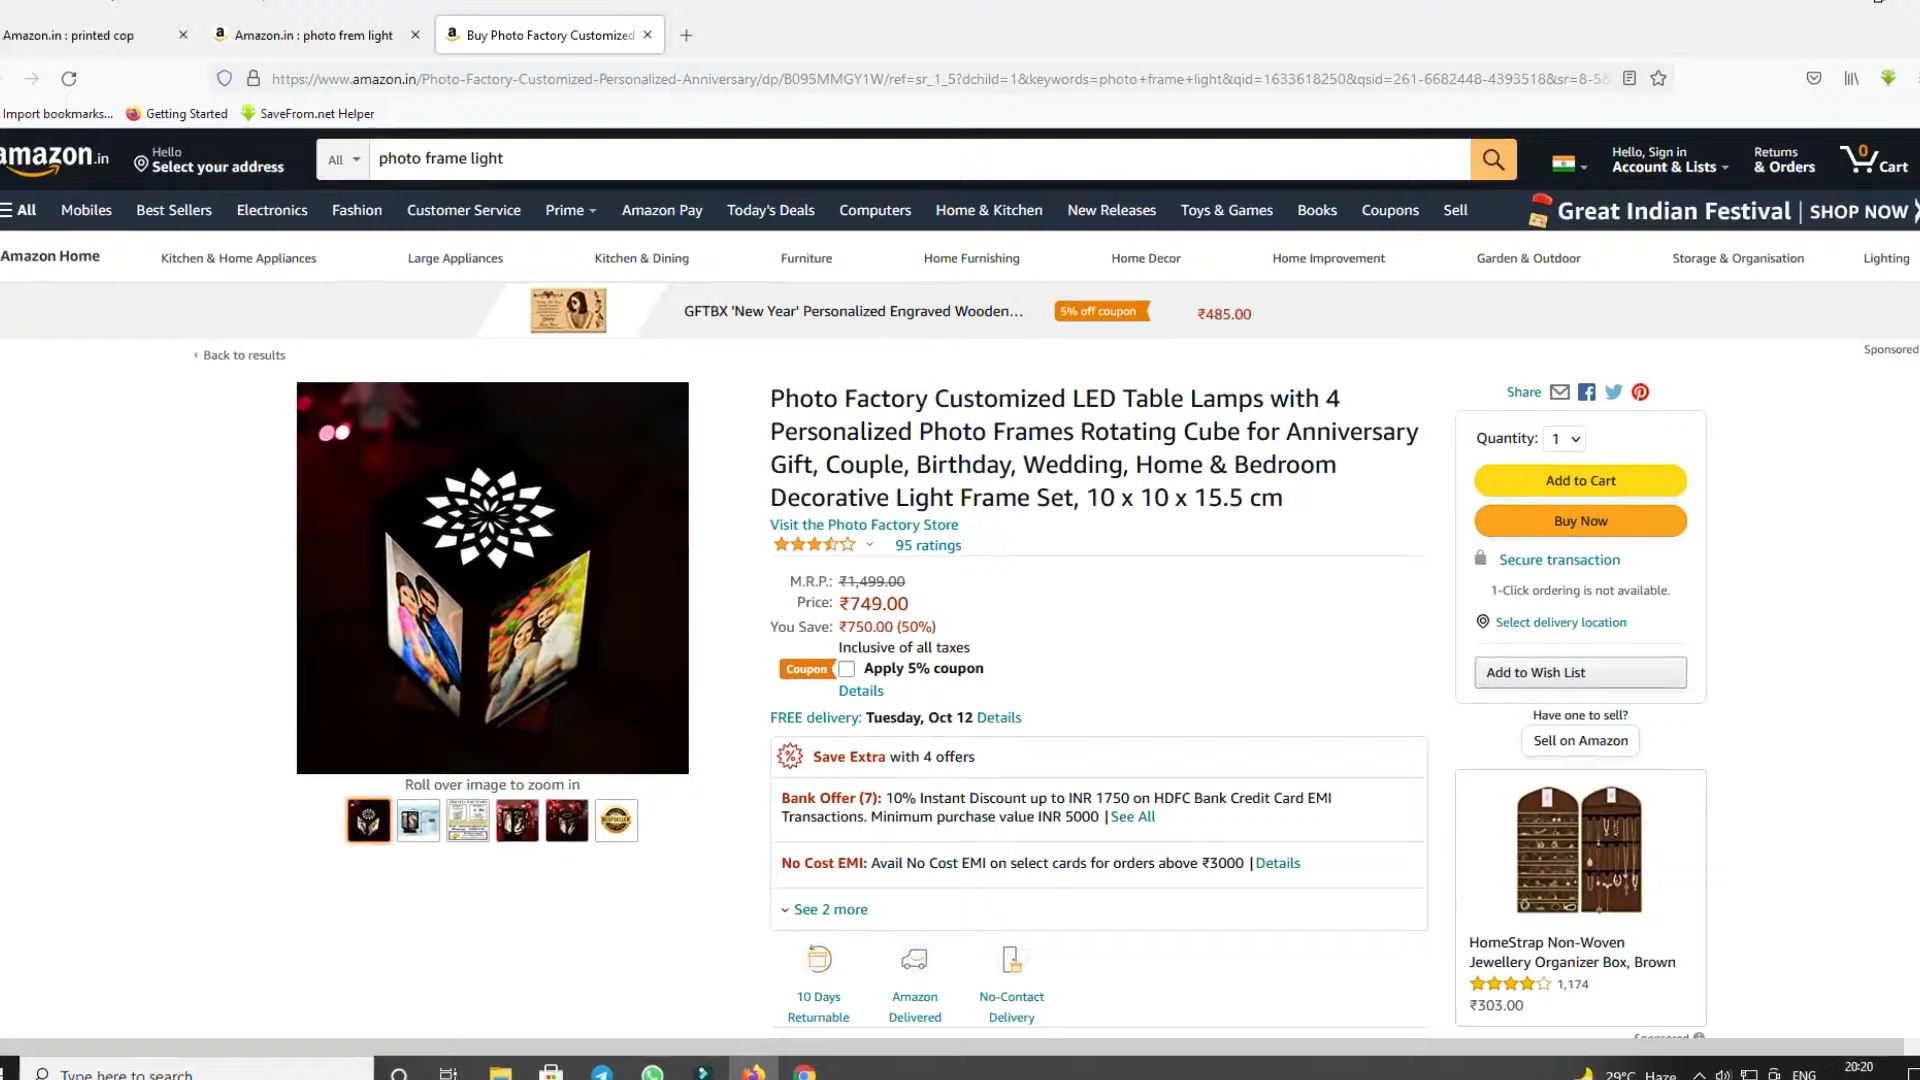 Amazon.in : printed cop
Amazon.in : photo frem light
Buy Photo Factory Customized
https://www.amazon.in/Photo-Factory-Customized-Personalized-Anniversary/dp/B095MMGY1W/ref=sr_1_5?dchild=1&keywords=photo+frame+light&qid=1633618250&qsid=261-6682448-4393518&sr=8-5
Import bookmarks... Getting Started SaveFrom.net Helper
amazon.in
Hello
Select your address
All
photo frame light
Hello, Sign in
Account & Lists
Returns
& Orders
0
Cart
All Mobiles Best Sellers Electronics Fashion Customer Service Prime Amazon Pay Today's Deals Computers Home & Kitchen New Releases Toys & Games Books Coupons Sell
Great Indian Festival | SHOP NOW
Amazon Home Kitchen & Home Appliances Large Appliances Kitchen & Dining Furniture Home Furnishing Home Decor Home Improvement Garden & Outdoor Storage & Organisation Lighting
GFTBX 'New Year' Personalized Engraved Wooden... 5% off coupon ₹485.00
‹ Back to results
Sponsored
Roll over image to zoom in
BESTSELLER
Photo Factory Customized LED Table Lamps with 4
Personalized Photo Frames Rotating Cube for Anniversary
Gift, Couple, Birthday, Wedding, Home & Bedroom
Decorative Light Frame Set, 10 x 10 x 15.5 cm
Visit the Photo Factory Store
95 ratings
M.R.P.: ₹1,499.00
Price: ₹749.00
You Save: ₹750.00 (50%)
Inclusive of all taxes
Coupon Apply 5% coupon
Details
FREE delivery: Tuesday, Oct 12 Details
Save Extra with 4 offers
Bank Offer (7): 10% Instant Discount up to INR 1750 on HDFC Bank Credit Card EMI
Transactions. Minimum purchase value INR 5000 | See All
No Cost EMI: Avail No Cost EMI on select cards for orders above ₹3000 | Details
See 2 more
10 Days
Returnable
Amazon
Delivered
No-Contact
Delivery
Share
Quantity: 1
Add to Cart
Buy Now
Secure transaction
1-Click ordering is not available.
Select delivery location
Add to Wish List
Have one to sell?
Sell on Amazon
HomeStrap Non-Woven
Jewellery Organizer Box, Brown
1,174
₹303.00
Sponsored
Type here to search
29°C Haze
ENG
20:20